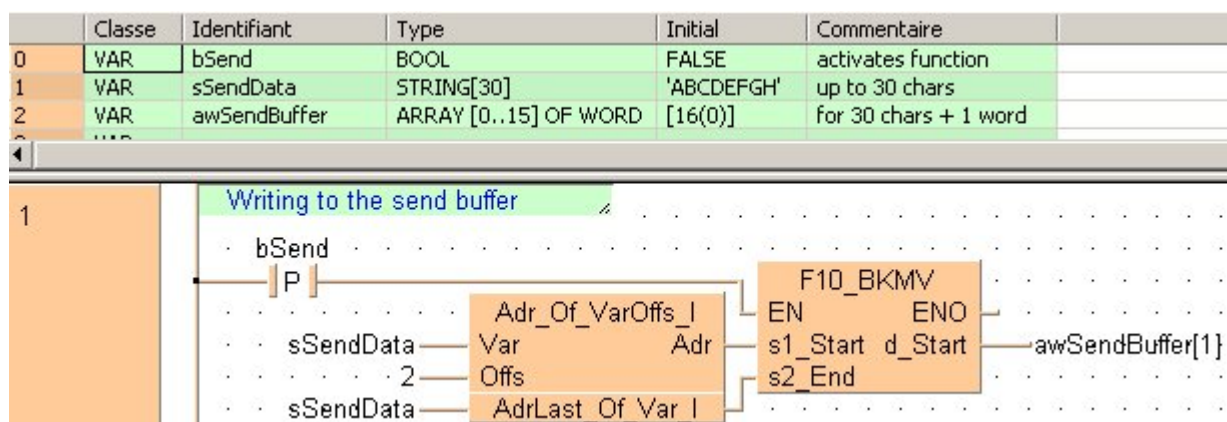 Classe Identifiant Type Initial Commentaire
0 VAR bSend BOOL FALSE activates function
1 VAR sSendData STRING[30] 'ABCDEFGH' up to 30 chars
2 VAR awSendBuffer ARRAY [0..15] OF WORD [16(0)] for 30 chars + 1 word
1
Writing to the send buffer
bSend
P
F10_BKMV
Adr_Of_VarOffs_I EN ENO
sSendData Var Adr s1_Start d_Start awSendBuffer[1]
2 Offs s2_End
sSendData AdrLast_Of_Var_I